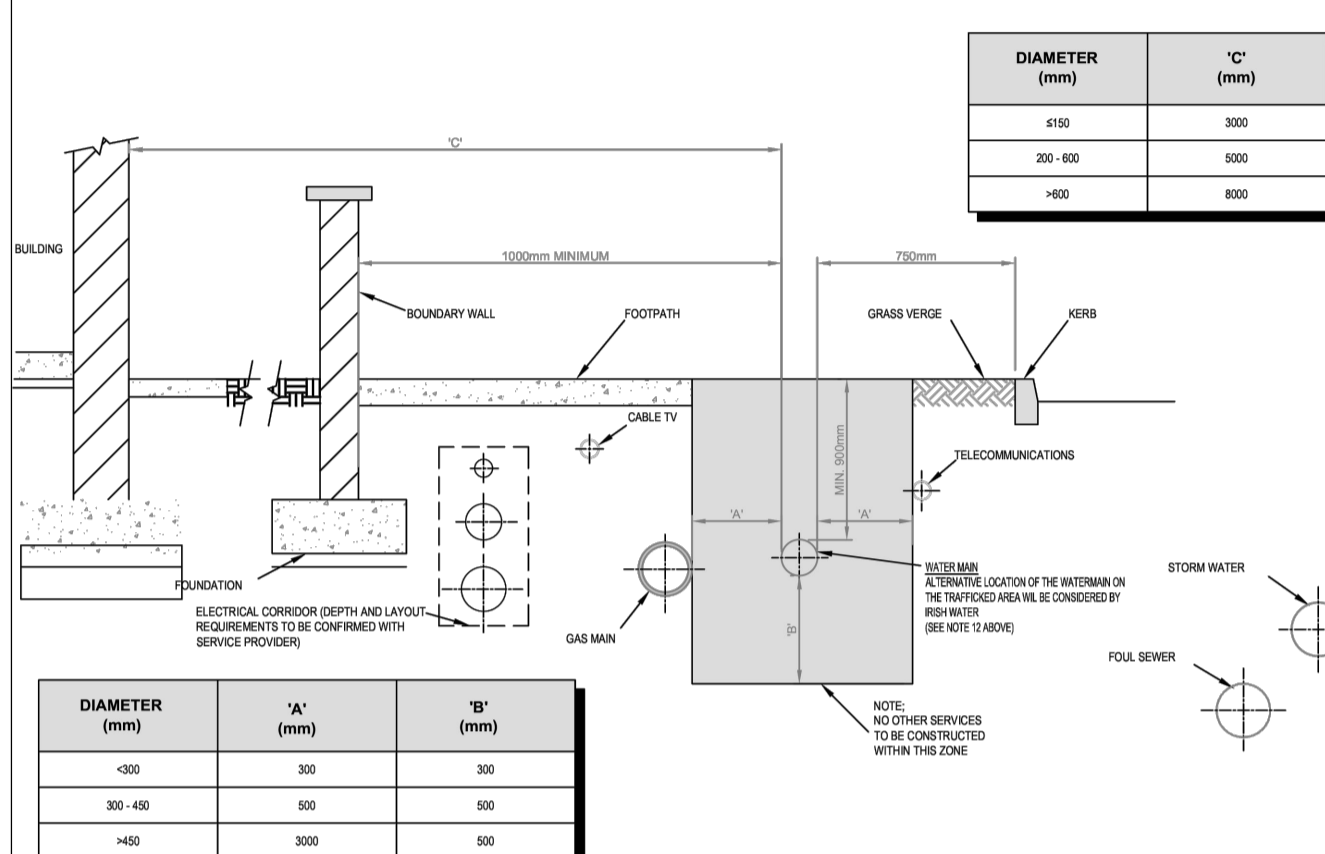 DIAMETER 'C'
(mm) (mm)
≤150 3000
200 - 600 5000
>600 8000
'C'
BUILDING
1000mm MINIMUM
750mm
BOUNDARY WALL
FOOTPATH
GRASS VERGE
KERB
CABLE TV
MIN. 900mm
TELECOMMUNICATIONS
'A'
'A'
WATER MAIN
ALTERNATIVE LOCATION OF THE WATERMAIN ON
THE TRAFFICKED AREA WIL BE CONSIDERED BY
IRISH WATER
(SEE NOTE 12 ABOVE)
STORM WATER
FOUNDATION
ELECTRICAL CORRIDOR (DEPTH AND LAYOUT
REQUIREMENTS TO BE CONFIRMED WITH
SERVICE PROVIDER)
GAS MAIN
'B'
FOUL SEWER
NOTE;
NO OTHER SERVICES
TO BE CONSTRUCTED
WITHIN THIS ZONE
DIAMETER 'A' 'B'
(mm) (mm) (mm)
<300 300 300
300 - 450 500 500
>450 3000 500